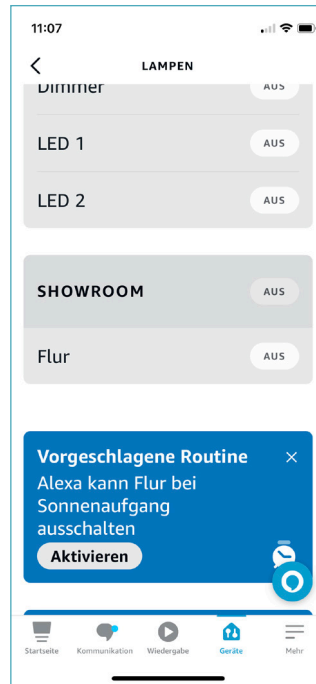 11:07
LAMPEN
Dimmer AUS
LED 1 AUS
LED 2 AUS
SHOWROOM AUS
Flur AUS
Vorgeschlagene Routine
Alexa kann Flur bei
Sonnenaufgang
ausschalten
Aktivieren
Startseite Kommunikation Wiedergabe Geräte Mehr